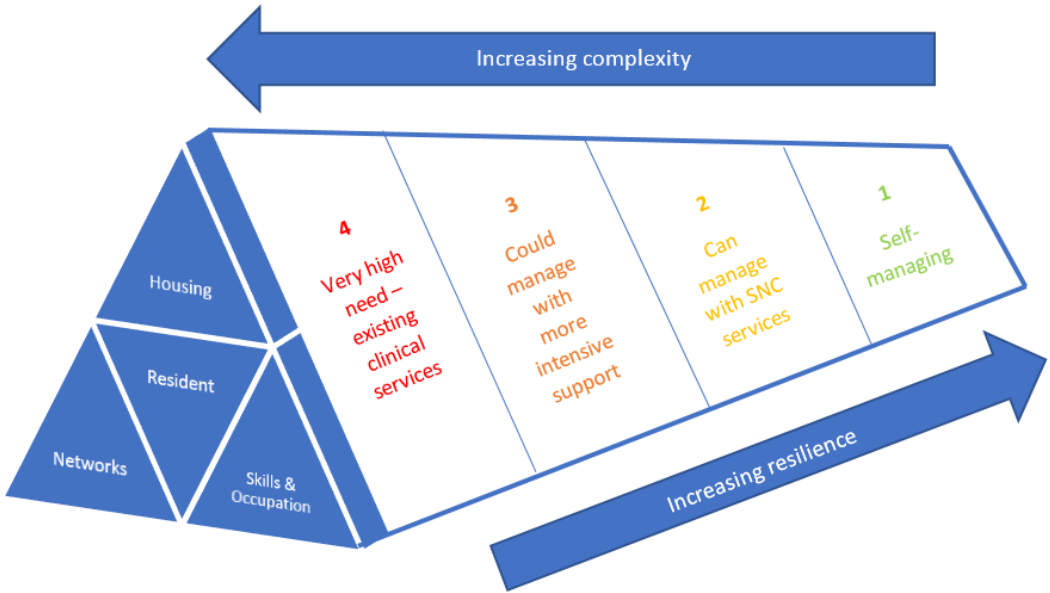 Increasing complexity
Housing
Resident
Networks
Skills &
Occupation
4
Very high
need –
existing
clinical
services
3
Could
manage
with
more
intensive
support
2
Can
manage
with SNC
services
1
Self-
managing
Increasing resilience